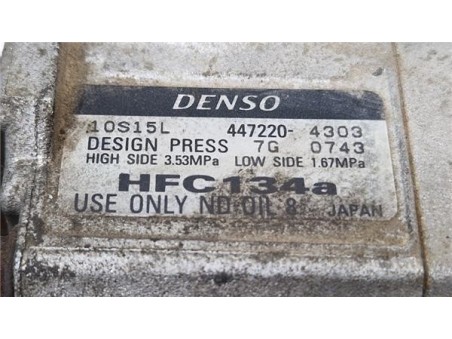 DENSO
10S15L 447220- 4303
DESIGN PRESS 7G 0743
HIGH SIDE 3.53MPa LOW SIDE 1.67MPa
HFC134a
USE ONLY ND-OIL 8 JAPAN